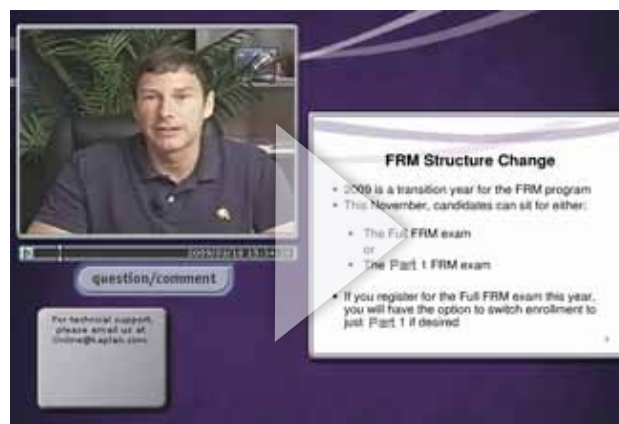 question/comment
For technical support,
please email us at
Online@kaplan.com.
FRM Structure Change
• 2009 is a transition year for the FRM program
• This November, candidates can sit for either:
• The Full FRM exam
or
• The Part 1 FRM exam
• If you register for the Full FRM exam this year,
you will have the option to switch enrollment to
just Part 1 if desired